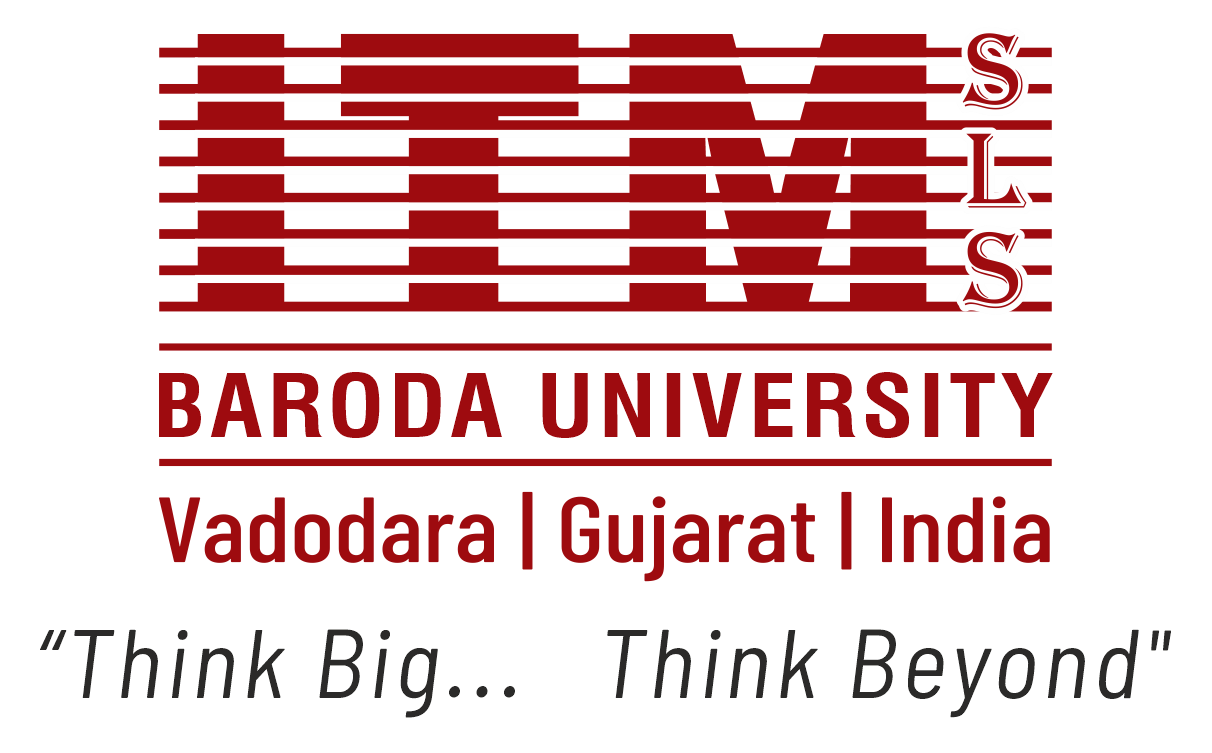 ITM SLS
BARODA UNIVERSITY
Vadodara | Gujarat | India
“Think Big... Think Beyond"